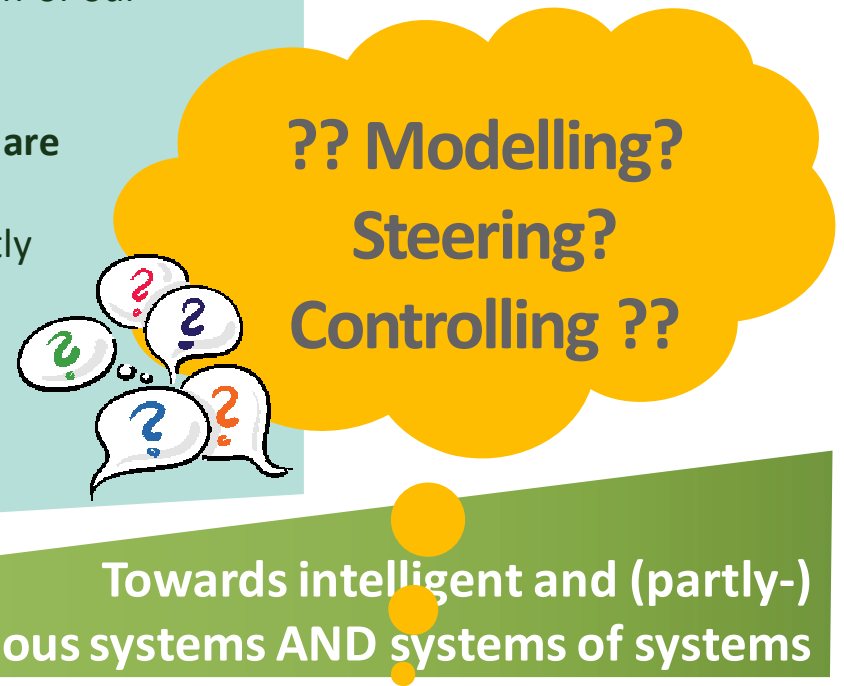 are
tly
?? Modelling?
Steering?
Controlling ??
?
?
?
?
?
Towards intelligent and (partly-)
ous systems AND systems of systems